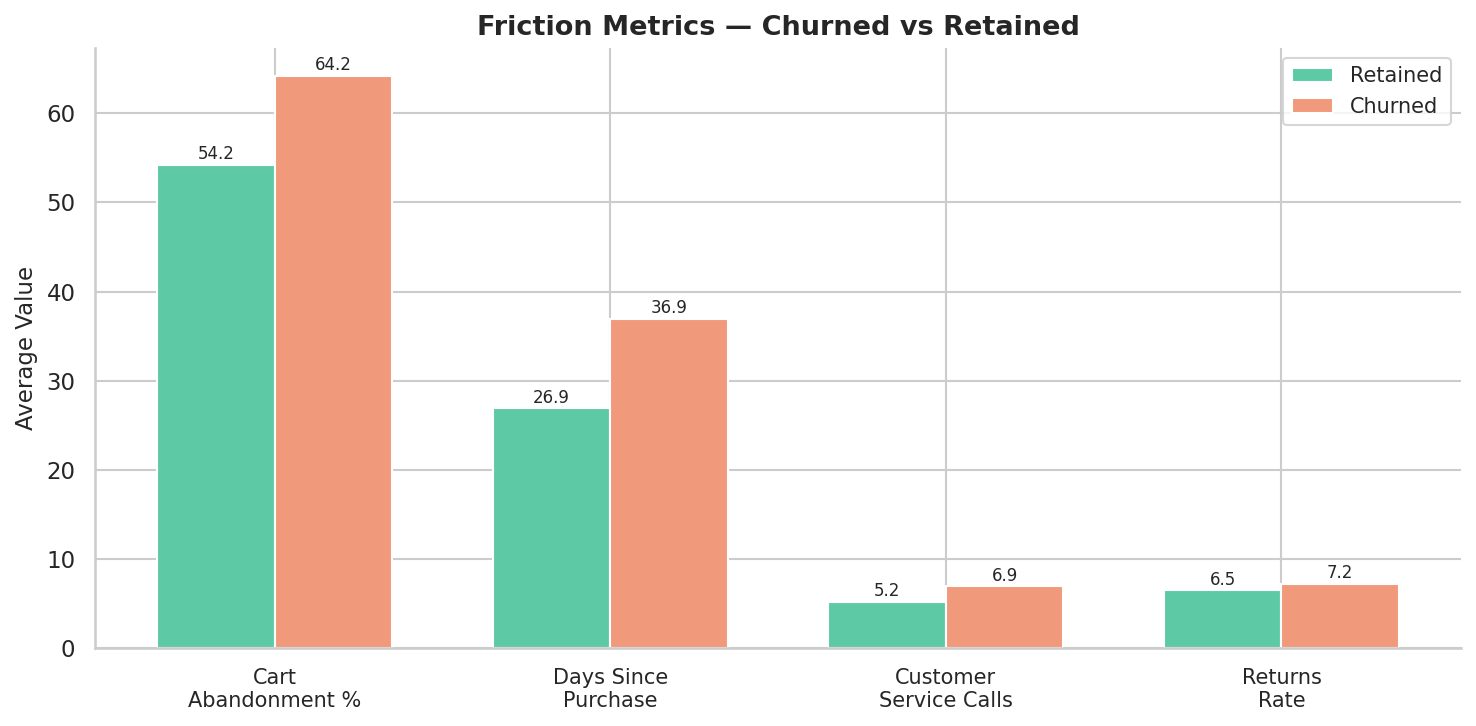 Friction Metrics — Churned vs Retained
Retained
Churned
Average Value
60
50
40
30
20
10
0
54.2
64.2
26.9
36.9
5.2
6.9
6.5
7.2
Cart
Abandonment %
Days Since
Purchase
Customer
Service Calls
Returns
Rate